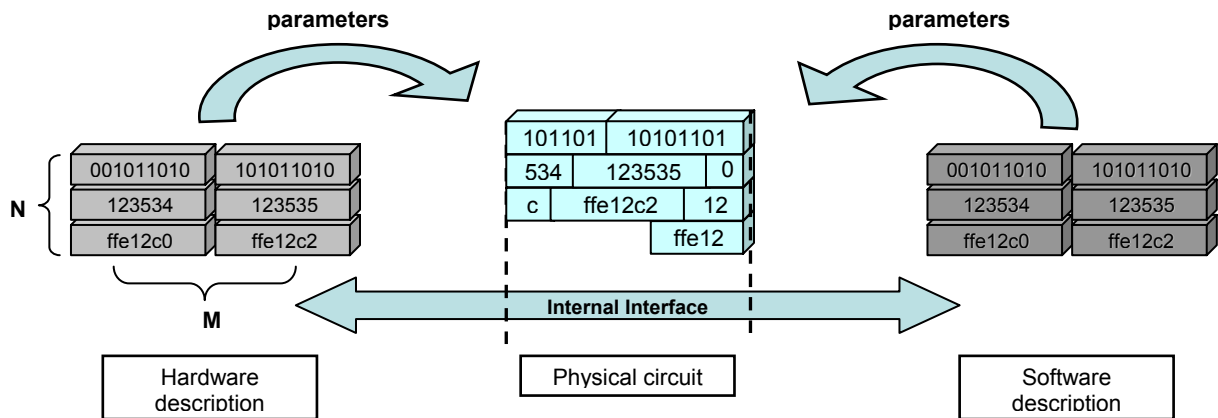 parameters
parameters
101101 10101101
001011010 101011010
534 123535 0
001011010 101011010
N
123534 123535
c ffe12c2 12
123534 123535
ffe12c0 ffe12c2
ffe12
ffe12c0 ffe12c2
M
Internal Interface
Hardware
description
Physical circuit
Software
description